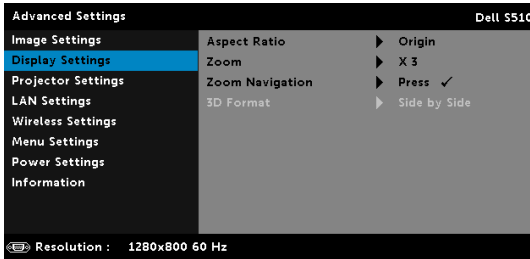 Advanced Settings Dell S510
Image Settings
Display Settings
Projector Settings
LAN Settings
Wireless Settings
Menu Settings
Power Settings
Information
Aspect Ratio Origin
Zoom X 3
Zoom Navigation Press ✓
3D Format Side by Side
Resolution : 1280x800 60 Hz